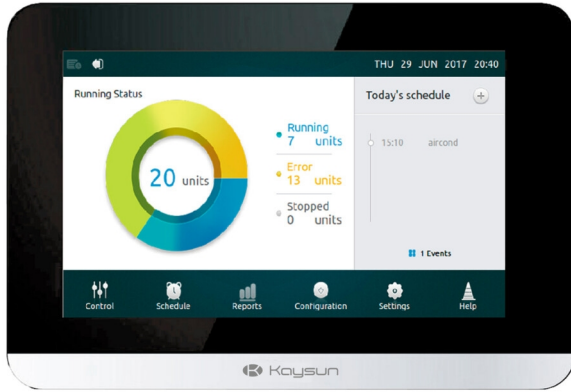 THU 29 JUN 2017 20:40
Running Status
20 units
Running
7 units
Error
13 units
Stopped
0 units
Today's schedule
+
15:10 aircond
1 Events
Control Schedule Reports Configuration Settings Help
Kaysun